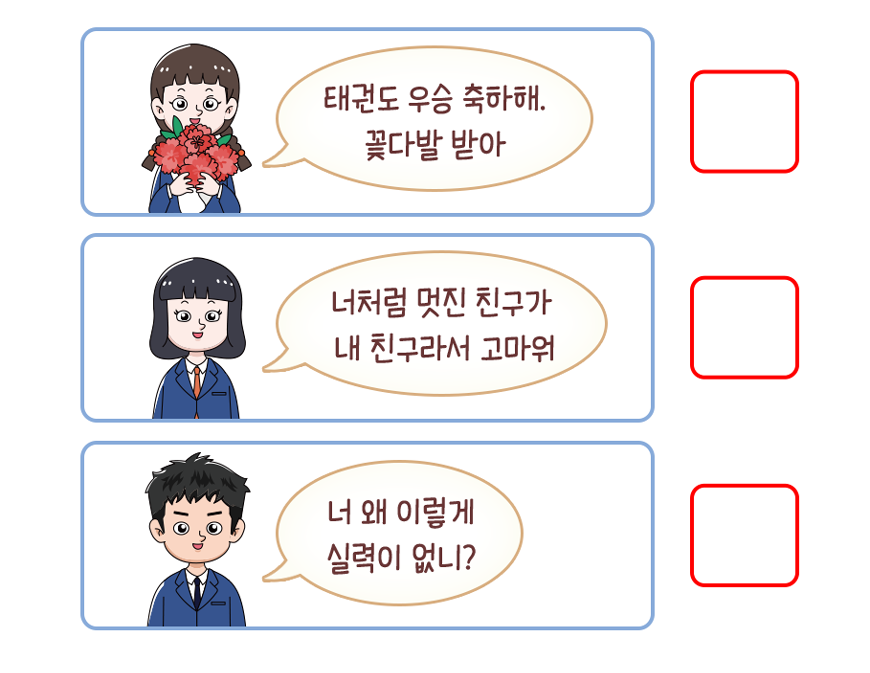 태권도 우승 축하해.
꽃다발 받아
너처럼 멋진 친구가
내 친구라서 고마워
너 왜 이렇게
실력이 없니?